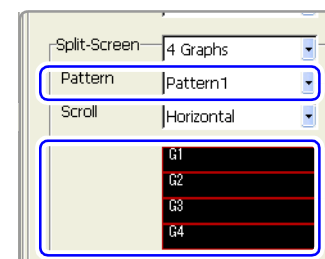 Split-Screen 4 Graphs
Pattern Pattern1
Scroll Horizontal
G1
G2
G3
G4